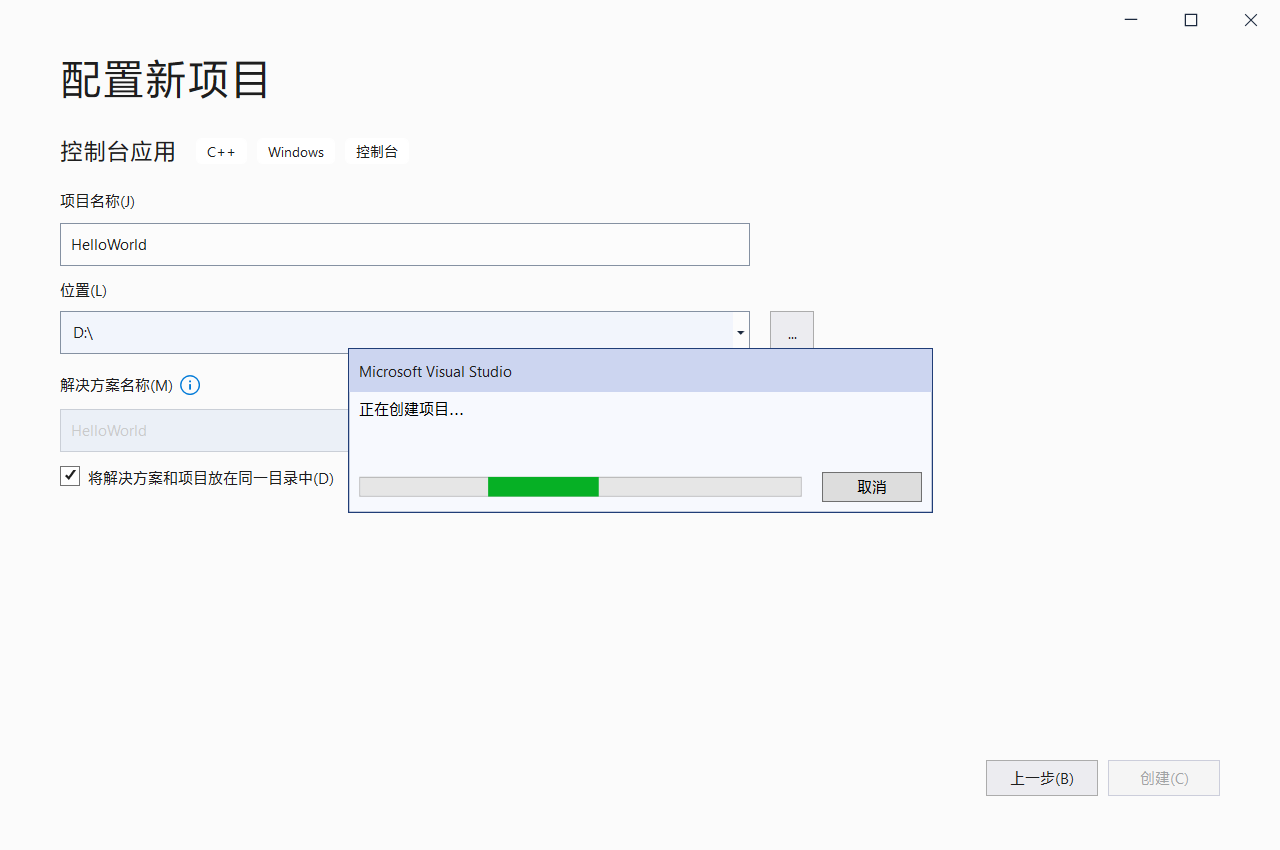 配置新项目
控制台应用 C++ Windows 控制台
项目名称(J)
HelloWorld
位置(L)
D:\
...
Microsoft Visual Studio
正在创建项目...
取消
解决方案名称(M)
HelloWorld
将解决方案和项目放在同一目录中(D)
上一步(B) 创建(C)